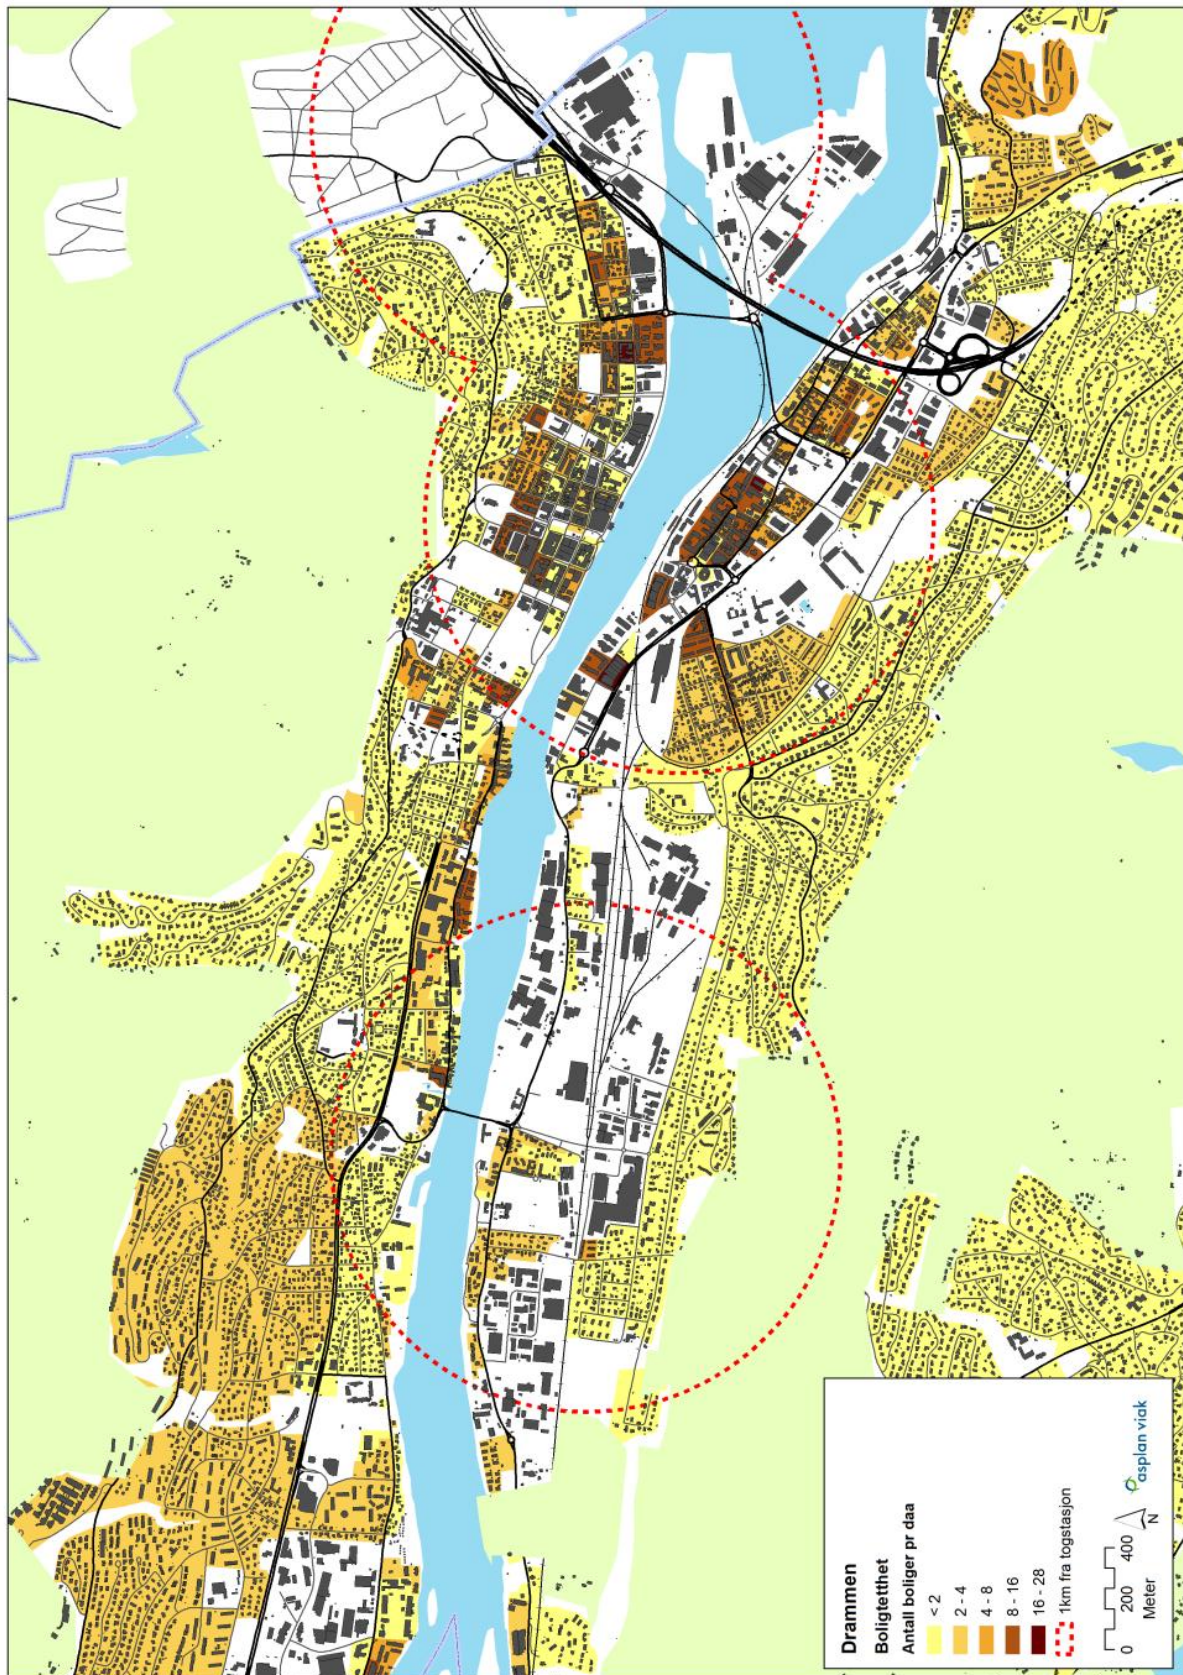 Drammen
Boligtetthet
Antall boliger pr daa
< 2
2 - 4
4 - 8
8 - 16
16 - 28
1km fra togstasjon
0 200 400
Meter
N
asplan viak